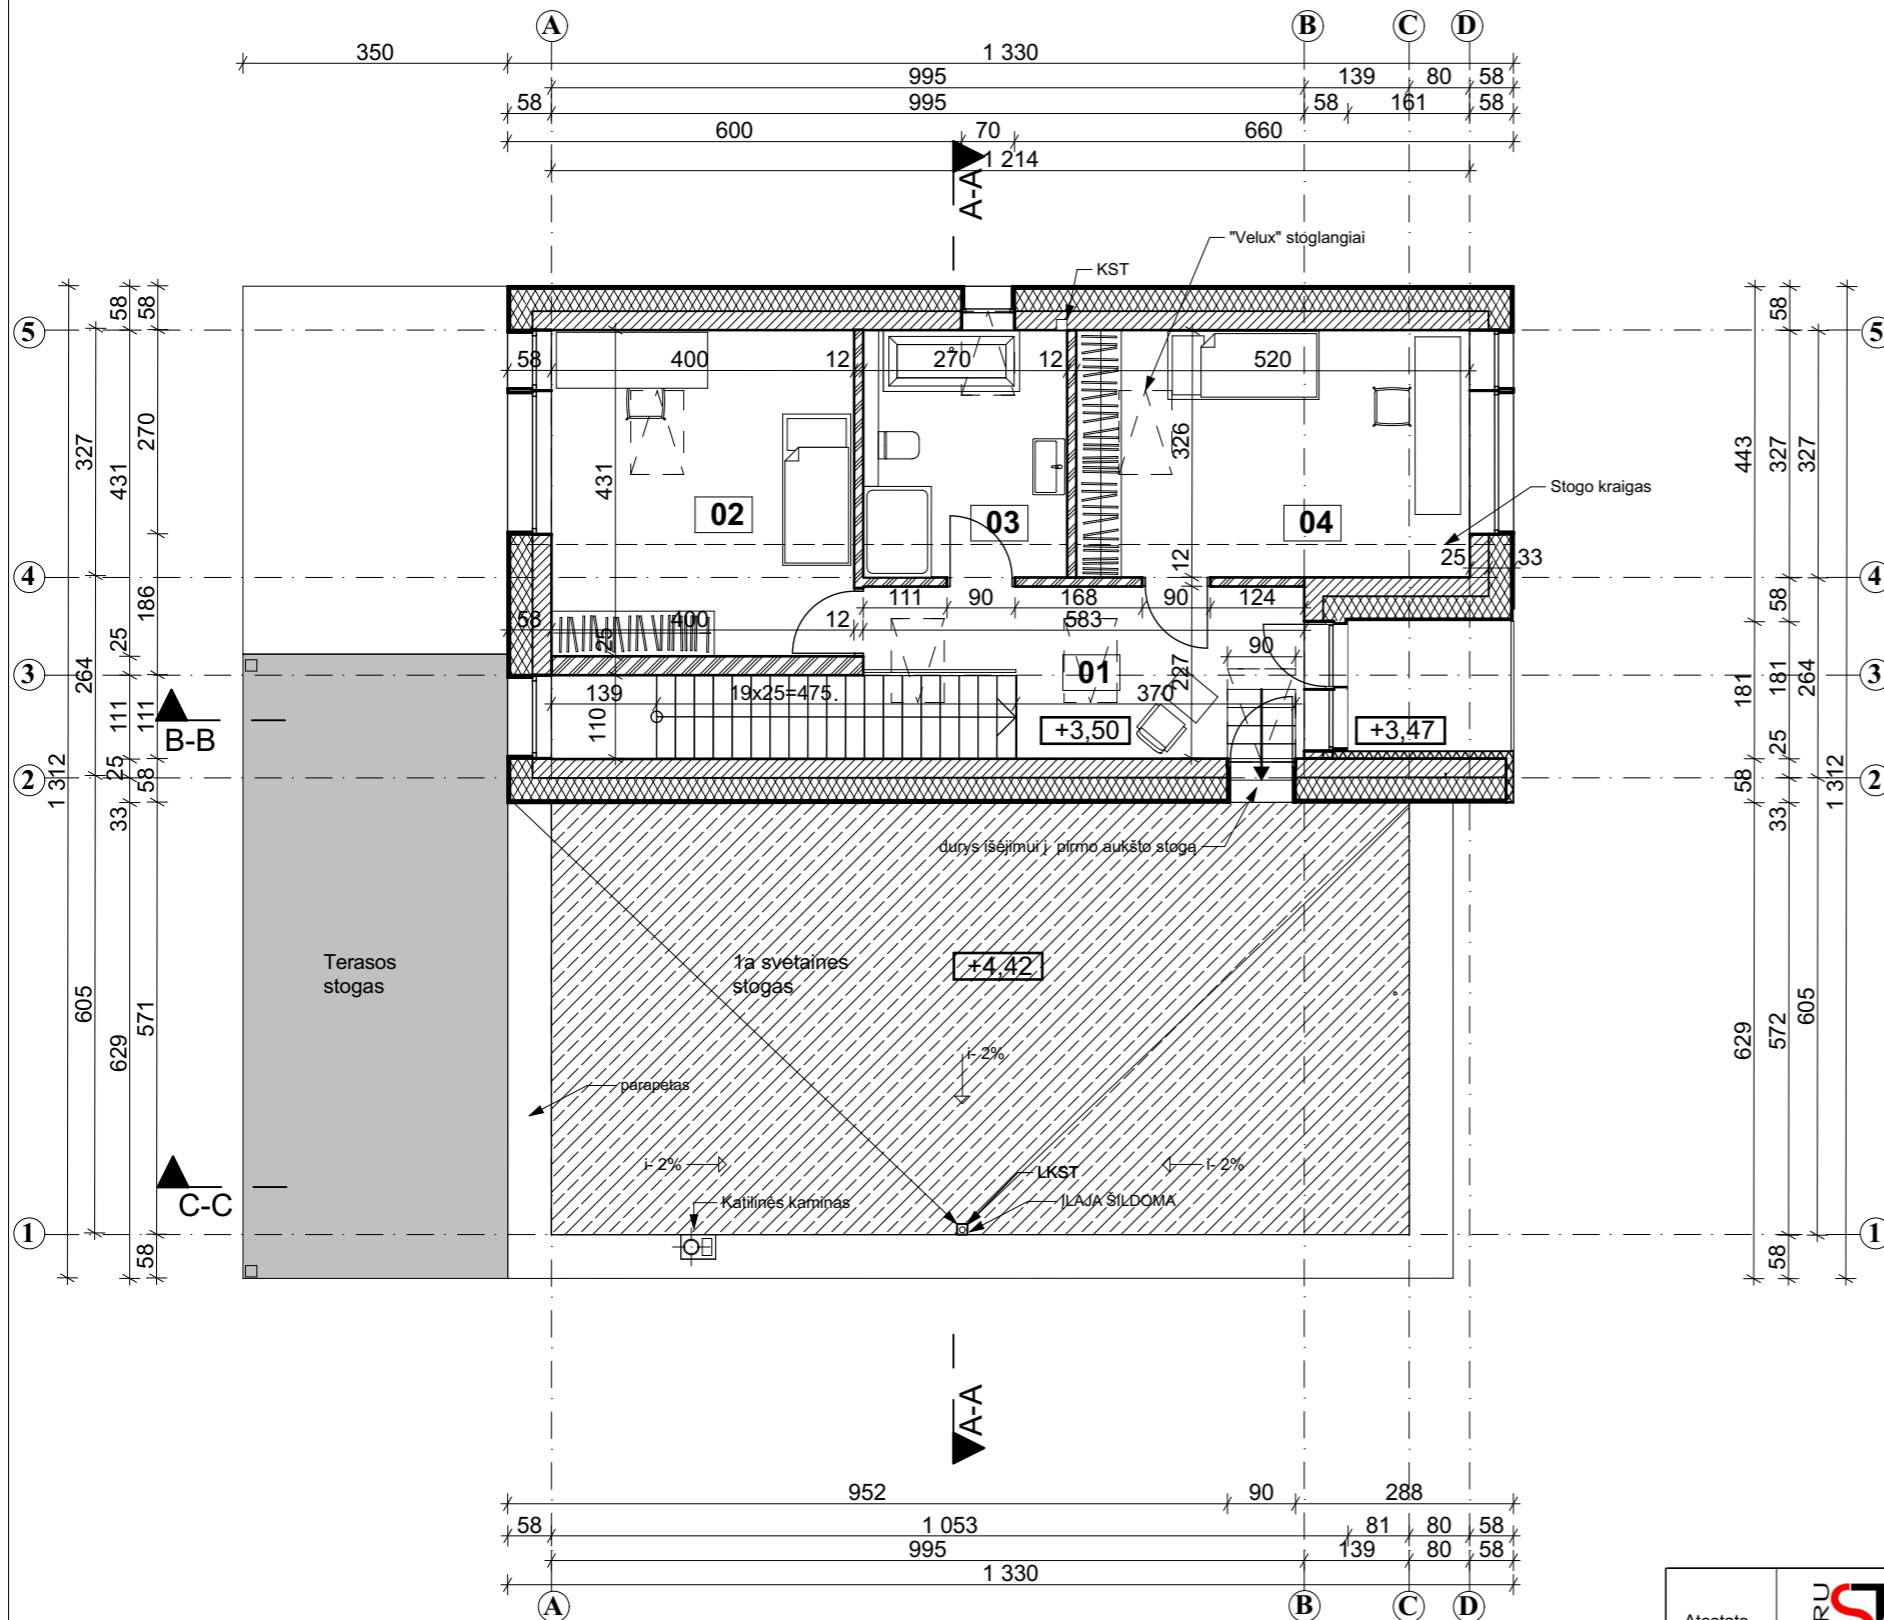 A B C D
350 1 330
995 139 80 58
58 995 58 161 58
600 70 660
1 214
A-A
"Velux" stoglangiai
KST
5 5
58 58 58
58 400 12 270 12 520
327 431 270 431 326 443 327 327
Stogo kraigas
02 03 04
12 25 33
4 4
111 90 168 90 124
58 400 12 583
186 25 25 90 58
264 227 181 181 264
3 01 3
139 19x25=475. 370
111 111 110
+3,50 +3,47
B-B
25 58 25
2 2
1 312 33 58 33 1 312
durys išėjimui į pirmo aukšto stogą
Terasos
stogas
1a svetaines
stogas
+4,42
605 629 571 629 572 605
i- 2%
parapetas
i- 2% i- 2%
LKST
C-C
Katilinės kaminas
ĮLAJA ŠILDOMA
1 1
58 58
A-A
952 90 288
58 1 053 81 80 58
995 139 80 58
1 330
A B C D
Atestato
RU